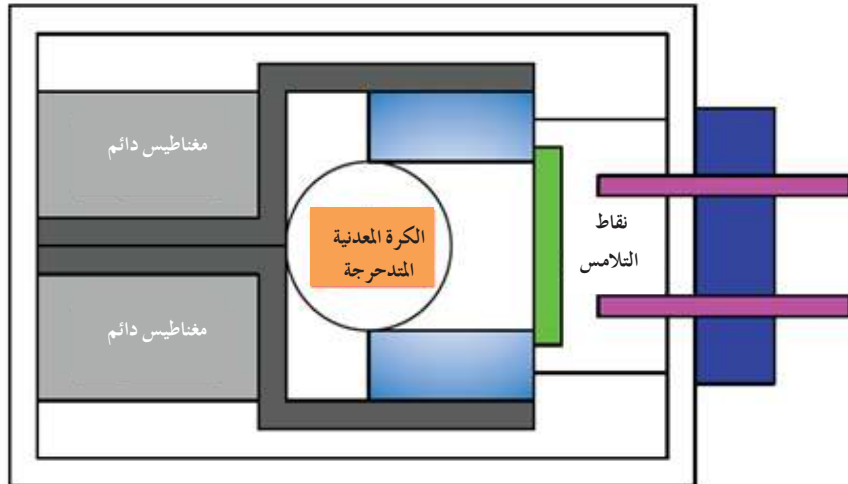 مغناطيس دائم
الكرة المعدنية
المتدحرجة
نقاط
التلامس
مغناطيس دائم